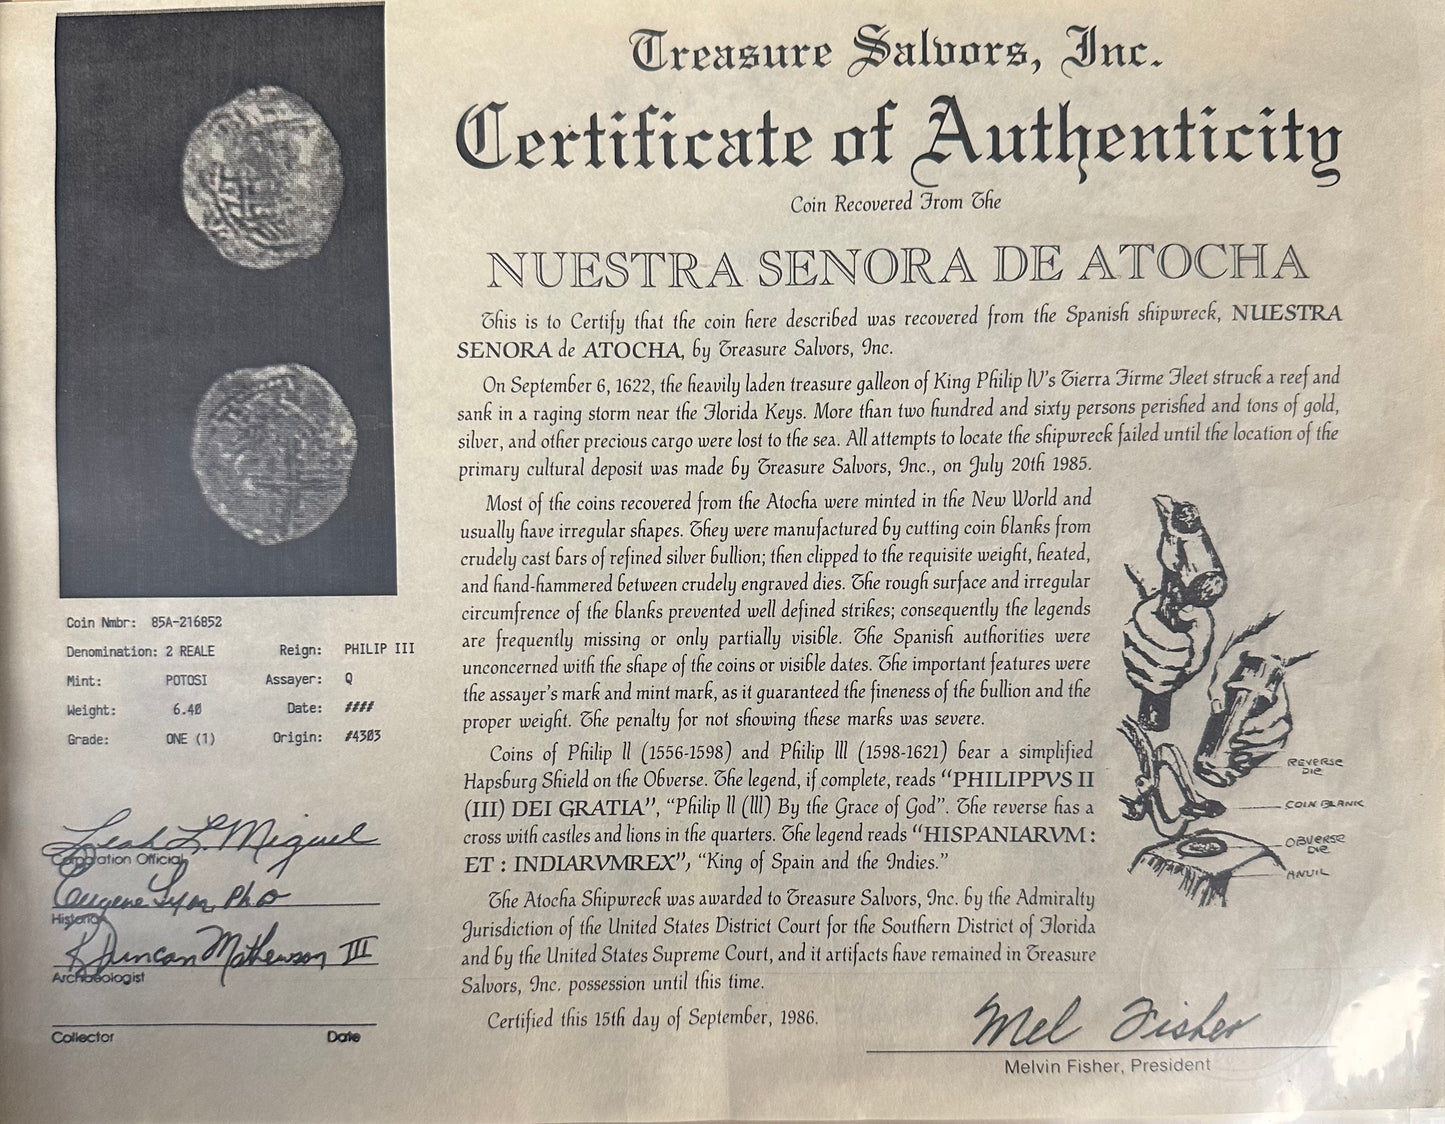 Treasure Salvors, Inc.
Certificate of Authenticity
Coin Recovered From The
NUESTRA SENORA DE ATOCHA
This is to Certify that the coin here described was recovered from the Spanish shipwreck, NUESTRA
SENORA de ATOCHA, by Treasure Salvors, Inc.
On September 6, 1622, the heavily laden treasure galleon of King Philip lV's Tierra Firme Fleet struck a reef and
sank in a raging storm near the Florida Keys. More than two hundred and sixty persons perished and tons of gold,
silver, and other precious cargo were lost to the sea. All attempts to locate the shipwreck failed until the location of the
primary cultural deposit was made by Treasure Salvors, Inc., on July 20th 1985.
Most of the coins recovered from the Atocha were minted in the New World and
usually have irregular shapes. They were manufactured by cutting coin blanks from
crudely cast bars of refined silver bullion; then clipped to the requisite weight, heated,
and hand-hammered between crudely engraved dies. The rough surface and irregular
circumfrence of the blanks prevented well defined strikes; consequently the legends
are frequently missing or only partially visible. The Spanish authorities were
unconcerned with the shape of the coins or visible dates. The important features were
the assayer's mark and mint mark, as it guaranteed the fineness of the bullion and the
proper weight. The penalty for not showing these marks was severe.
Coins of Philip ll (1556-1598) and Philip lll (1598-1621) bear a simplified
Hapsburg Shield on the Obverse. The legend, if complete, reads "PHILIPPVS II
(III) DEI GRATIA", "Philip ll (lll) By the Grace of God". The reverse has a
cross with castles and lions in the quarters. The legend reads "HISPANIARVM :
ET : INDIARVMREX", "King of Spain and the Indies."
The Atocha Shipwreck was awarded to Treasure Salvors, Inc. by the Admiralty
Jurisdiction of the United States District Court for the Southern District of Florida
and by the United States Supreme Court, and it artifacts have remained in Treasure
Salvors, Inc. possession until this time.
Certified this 15th day of September, 1986.
Mel Fisher
Melvin Fisher, President
REVERSE
DIE
COIN BLANK
OBVERSE
DIE
ANVIL
Coin Nmbr: 85A-216852
Denomination: 2 REALE Reign: PHILIP III
Mint: POTOSI Assayer: Q
Weight: 6.40 Date: ####
Grade: ONE (1) Origin: #4303
Leah L. Miguel
Corporation Official
Eugene Lyon, PhD
Historian
R Duncan Mathewson III
Archaeologist
Collector Date